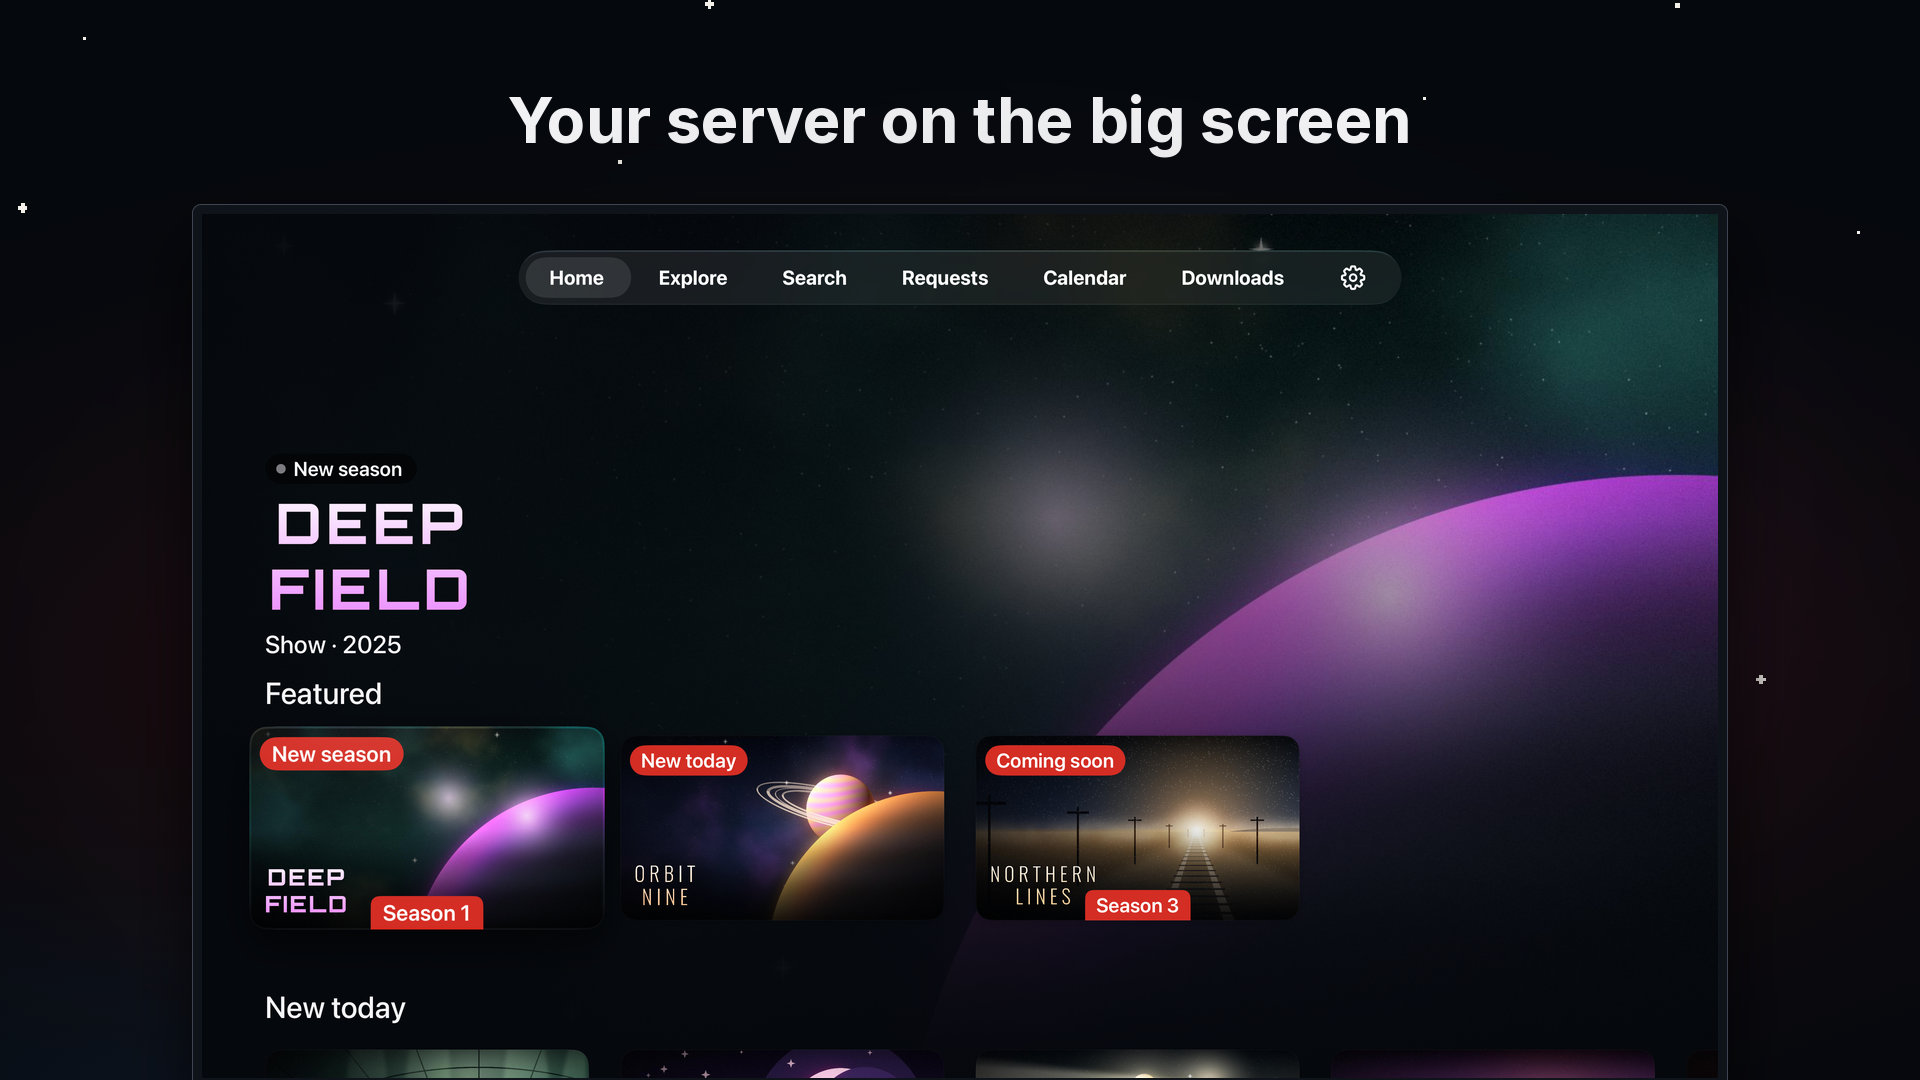 Your server on the big screen
Home Explore Search Requests Calendar Downloads
New season
DEEP
FIELD
Show · 2025
Featured
New season
DEEP
FIELD
Season 1
New today
ORBIT
NINE
Coming soon
NORTHERN
LINES
Season 3
New today